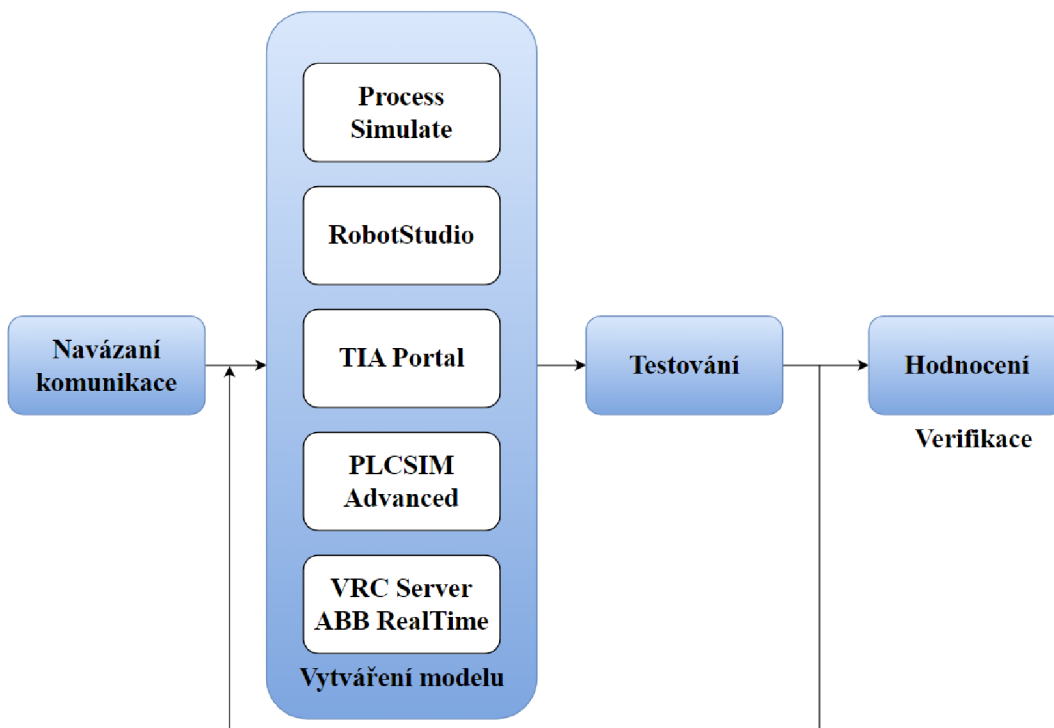 Navázaní
komunikace
Process
Simulate
RobotStudio
TIA Portal
PLCSIM
Advanced
VRC Server
ABB RealTime
Vytváření modelu
Testování
Hodnocení
Verifikace